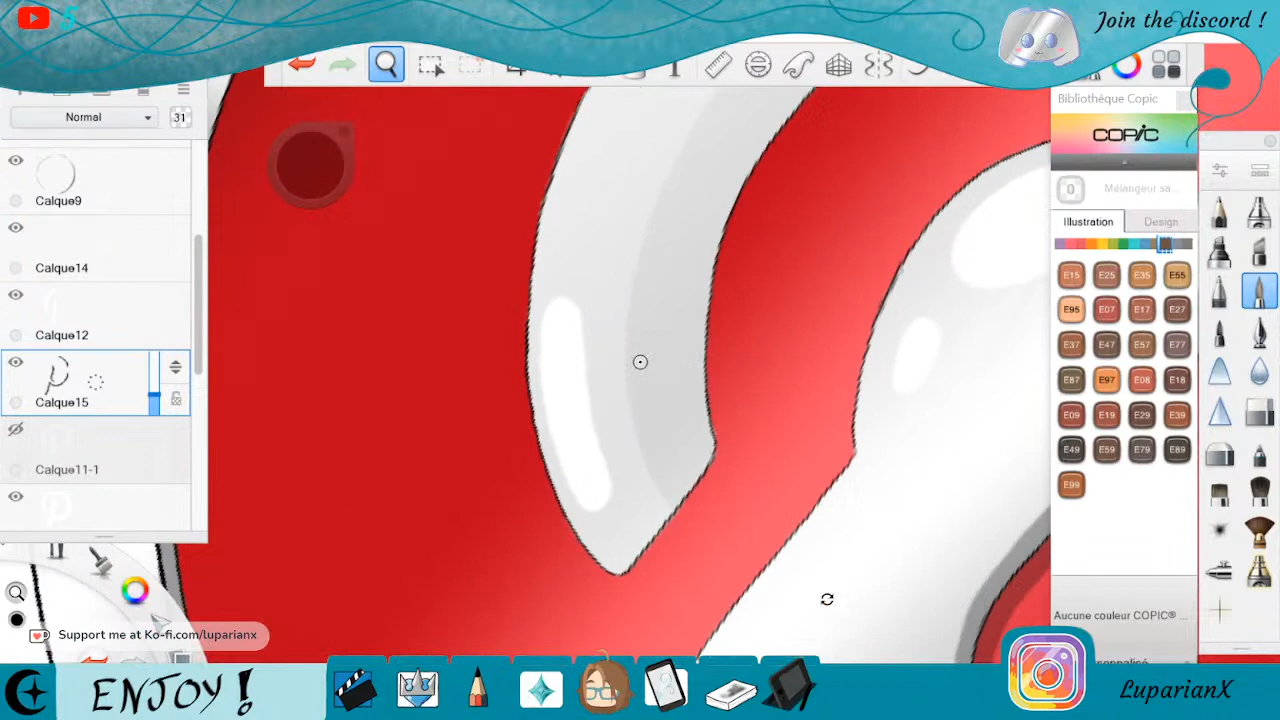 Join the discord !
Normal
31
Bibliothéque Copic
COPIC
0 Mélangeur sa...
Illustration Design
Calque9
Calque14
Calque12
Calque15
Calque11-1
E15 E25 E35 E55
E95 E07 E17 E27
E37 E47 E57 E77
E87 E97 E08 E18
E09 E19 E29 E39
E49 E59 E79 E89
E99
Aucune couleur COPIC® ...
Support me at Ko-fi.com/luparianx
ENJOY !
LuparianX